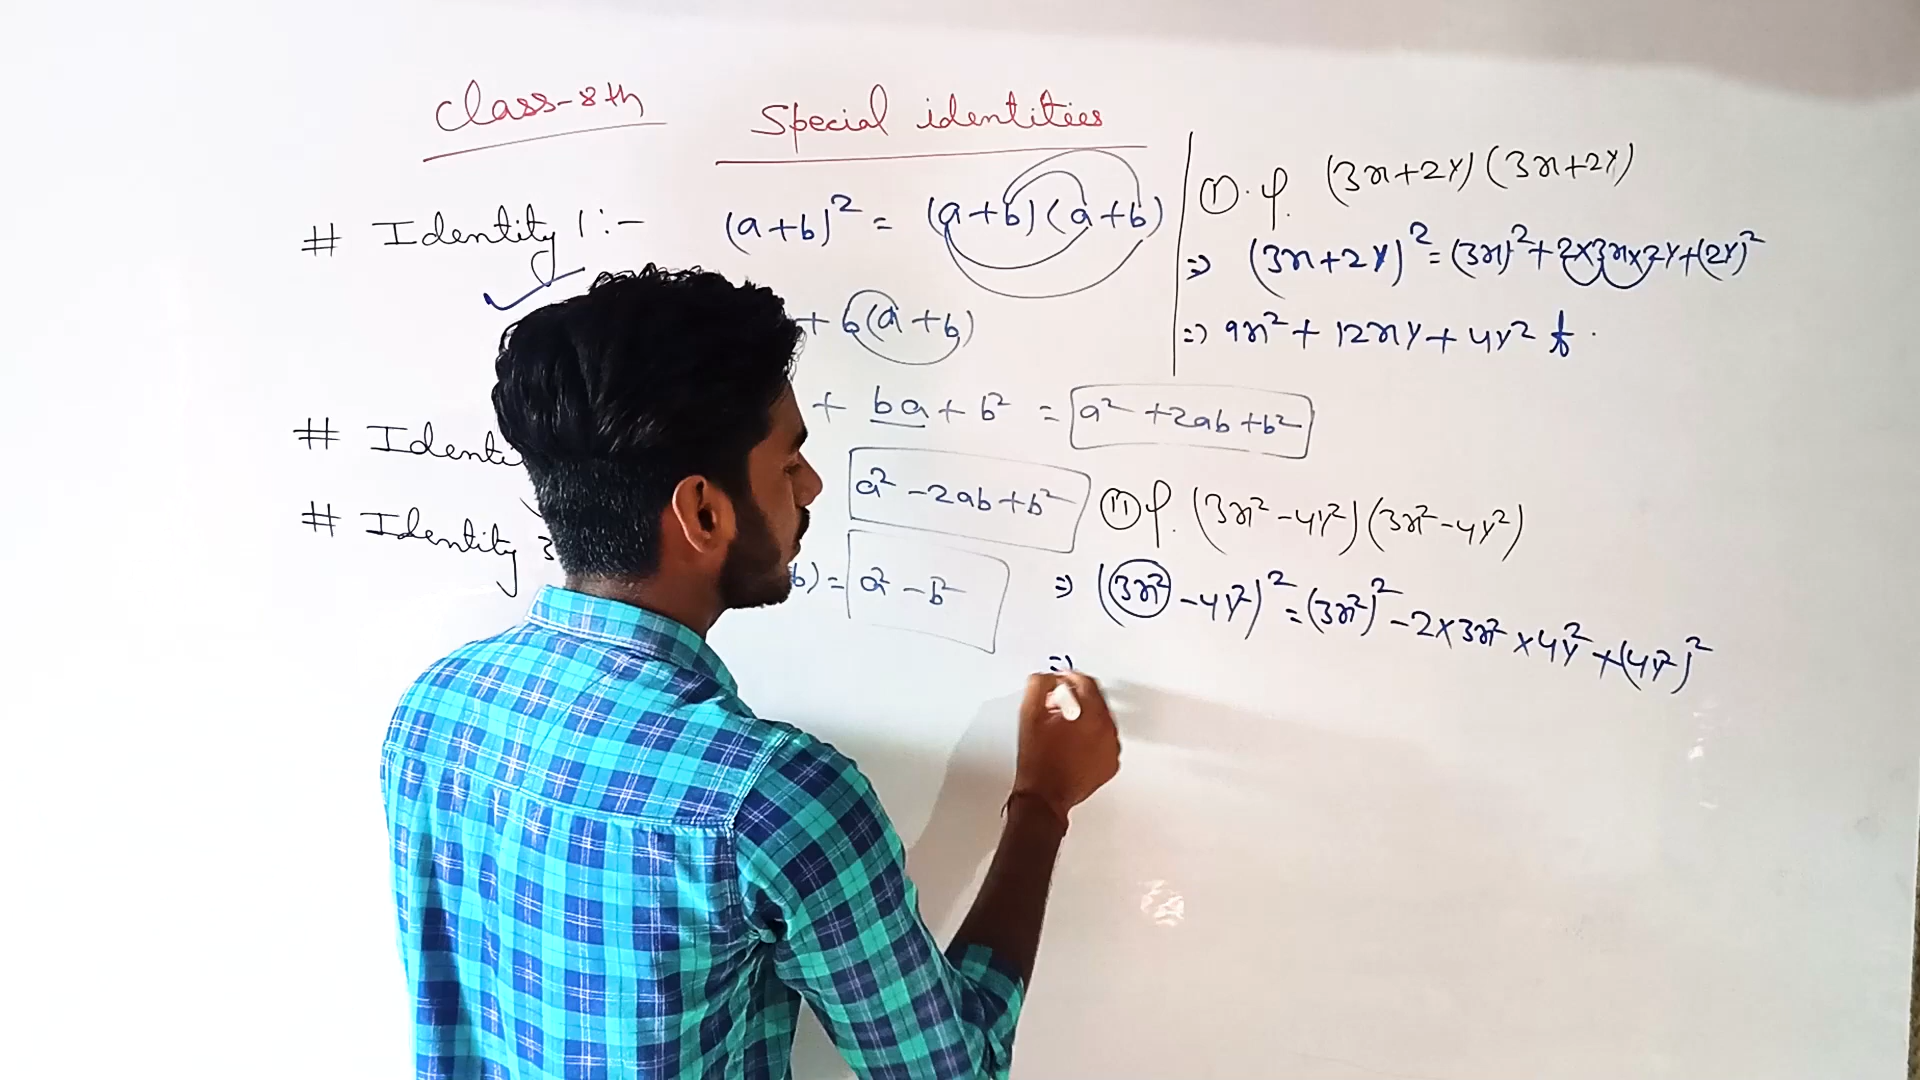 Class-8th Special identities
# Identity 1:- (a+b)² = (a+b)(a+b)
+ b(a+b)
+ ba + b² = a² + 2ab + b²
# Identi
a² - 2ab + b²
# Identity 3
b) = a² - b²
(1) φ. (3x+2y)(3x+2y)
⇒ (3x+2y)² = (3x)² + 2×3x×2y+(2y)²
⇒ 9x² + 12xy + 4y²
(11) φ. (3x²-4y²)(3x²-4y²)
⇒ (3x² - 4y²)² = (3x²)² - 2×3x² ×4y² +(4y²)²
⇒